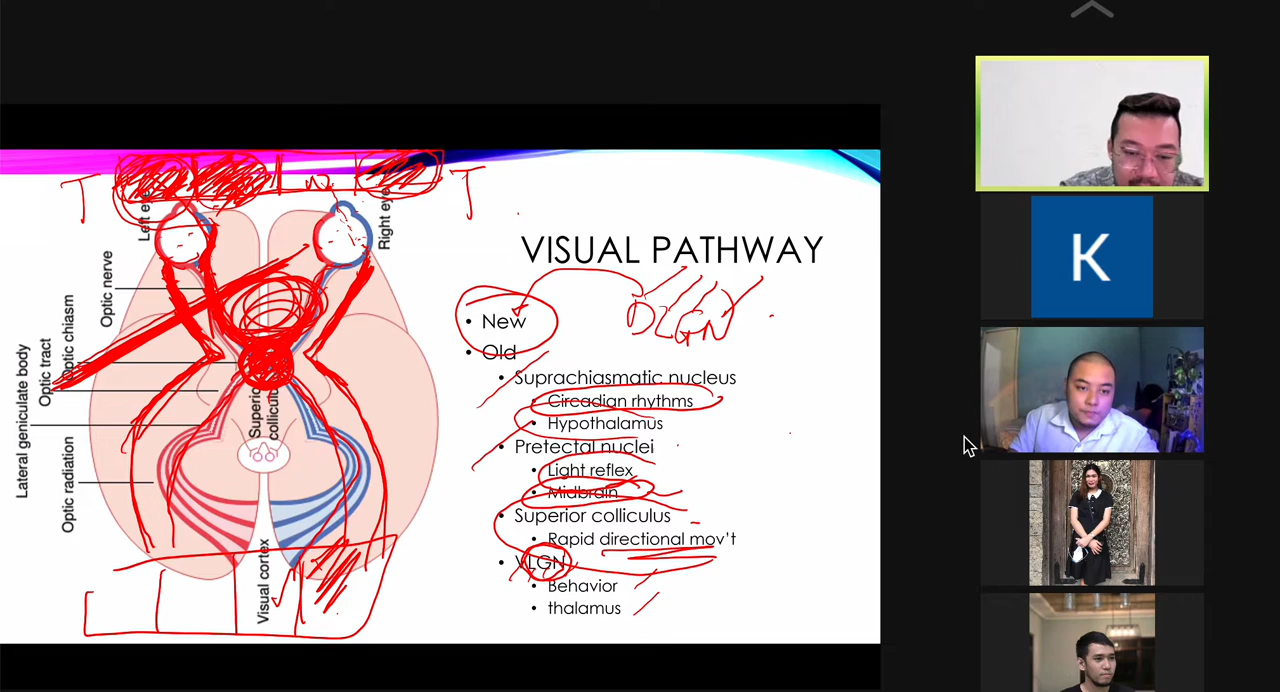 T
T
N
Left eye
Right eye
Optic nerve
Optic chiasm
Optic tract
Lateral geniculate body
Superior
colliculus
Optic radiation
Visual cortex
VISUAL PATHWAY
DLGN
• New
• Old
• Suprachiasmatic nucleus
• Circadian rhythms
• Hypothalamus
• Pretectal nuclei
• Light reflex
• Midbrain
• Superior colliculus
• Rapid directional mov't
• VLGN
• Behavior
• thalamus
K